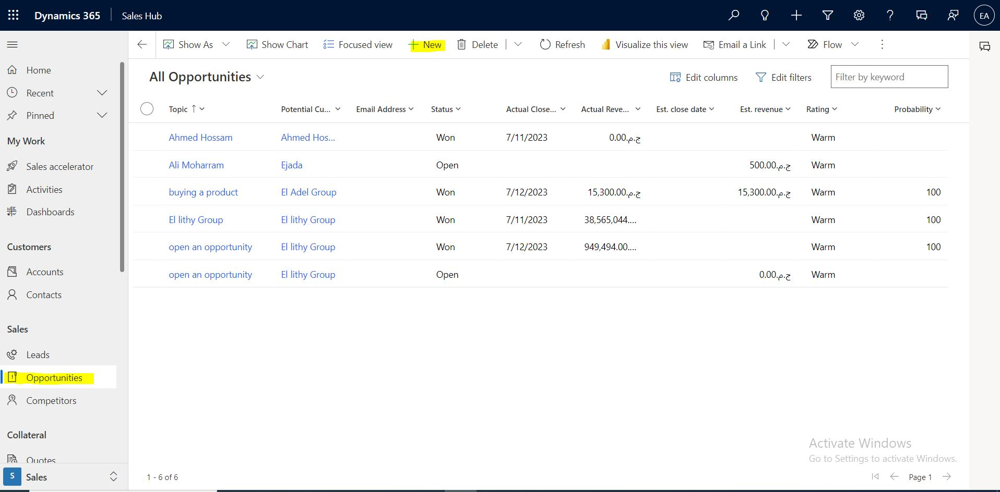 Dynamics 365 Sales Hub EA
Show As Show Chart Focused view New Delete Refresh Visualize this view Email a Link Flow
Home
Recent
Pinned
My Work
Sales accelerator
Activities
Dashboards
Customers
Accounts
Contacts
Sales
Leads
Opportunities
Competitors
Collateral
Quotes
S Sales
All Opportunities Edit columns Edit filters Filter by keyword
Topic Potential Cu... Email Address Status Actual Close... Actual Reve... Est. close date Est. revenue Rating Probability
Ahmed Hossam Ahmed Hos... Won 7/11/2023 ج.م.0.00 Warm
Ali Moharram Ejada Open ج.م.500.00 Warm
buying a product El Adel Group Won 7/12/2023 ج.م.15,300.00 ج.م.15,300.00 Warm 100
El lithy Group El lithy Group Won 7/11/2023 38,565,044.... Warm 100
open an opportunity El lithy Group Won 7/12/2023 949,494.00.... Warm 100
open an opportunity El lithy Group Open ج.م.0.00 Warm
Activate Windows
Go to Settings to activate Windows.
1 - 6 of 6 Page 1